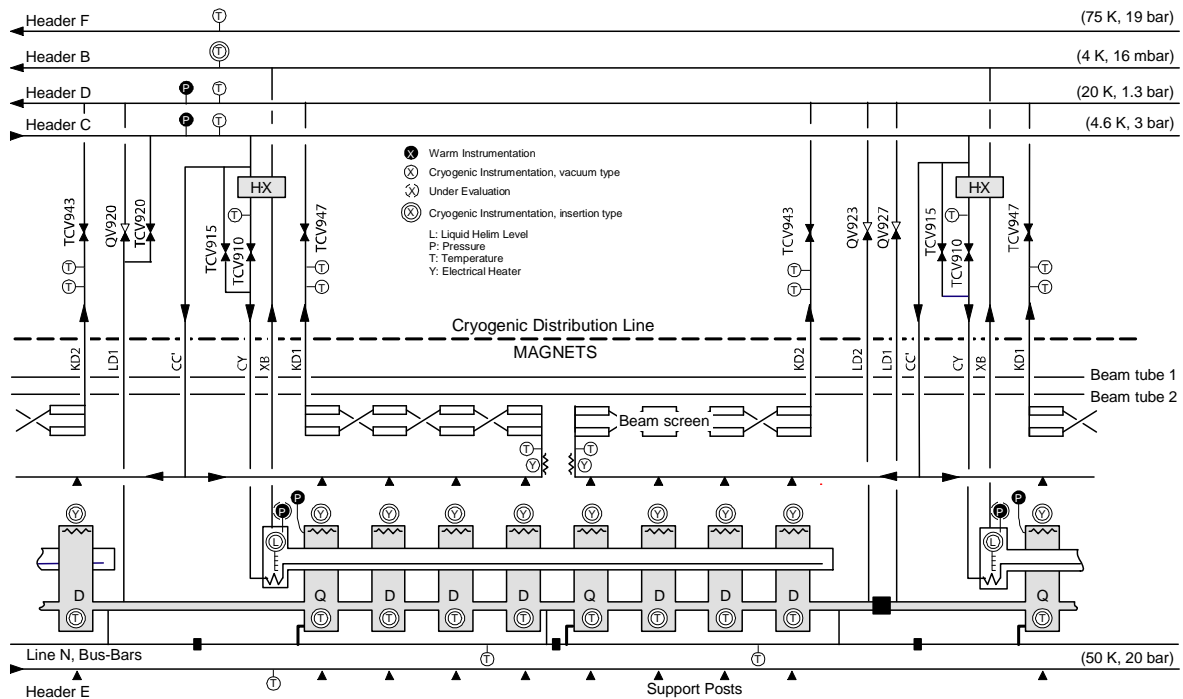 Header F
T
(75 K, 19 bar)
Header B
T
(4 K, 16 mbar)
Header D
P
T
(20 K, 1.3 bar)
Header C
P
T
(4.6 K, 3 bar)
X Warm Instrumentation
X Cryogenic Instrumentation, vacuum type
X Under Evaluation
X Cryogenic Instrumentation, insertion type
L: Liquid Helim Level
P: Pressure
T: Temperature
Y: Electrical Heater
TCV943
QV920
TCV920
TCV915
TCV910
H-X
T
TCV947
TCV943
QV923
QV927
TCV915
TCV910
H-X
T
TCV947
T T T T T
T T T T T
Cryogenic Distribution Line
MAGNETS
KD2
LD1
CC'
CY
XB
KD1
KD2
LD2
LD1
CC'
CY
XB
KD1
Beam tube 1
Beam tube 2
Beam screen
T T
Y Y
P P P P
Y Y Y Y Y Y Y Y Y Y
L L
D Q D D D Q D D D Q
T T T T T T T T T T
Line N, Bus-Bars
T T
(50 K, 20 bar)
Header E
T
Support Posts